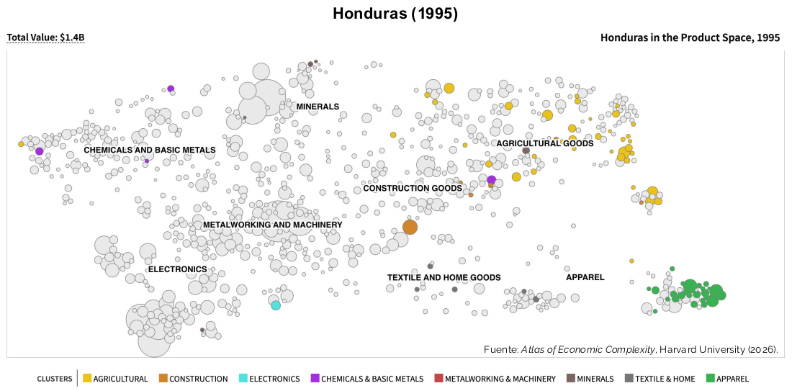 Honduras (1995)
Total Value: $1.4B
Honduras in the Product Space, 1995
MINERALS
AGRICULTURAL GOODS
CHEMICALS AND BASIC METALS
CONSTRUCTION GOODS
METALWORKING AND MACHINERY
ELECTRONICS
TEXTILE AND HOME GOODS
APPAREL
Fuente: Atlas of Economic Complexity, Harvard University (2026).
CLUSTERS AGRICULTURAL CONSTRUCTION ELECTRONICS CHEMICALS & BASIC METALS METALWORKING & MACHINERY MINERALS TEXTILE & HOME APPAREL